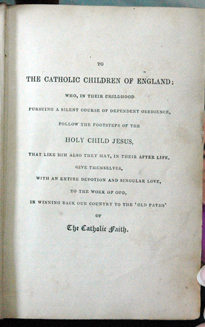 TO
THE CATHOLIC CHILDREN OF ENGLAND:
WHO, IN THEIR CHILDHOOD
PURSUING A SILENT COURSE OF DEPENDENT OBEDIENCE,
FOLLOW THE FOOTSTEPS OF THE
HOLY CHILD JESUS,
THAT LIKE HIM ALSO THEY MAY, IN THEIR AFTER LIFE,
GIVE THEMSELVES,
WITH AN ENTIRE DEVOTION AND SINGULAR LOVE,
TO THE WORK OF GOD,
IN WINNING BACK OUR COUNTRY TO THE 'OLD PATHS'
OF
The Catholic Faith.